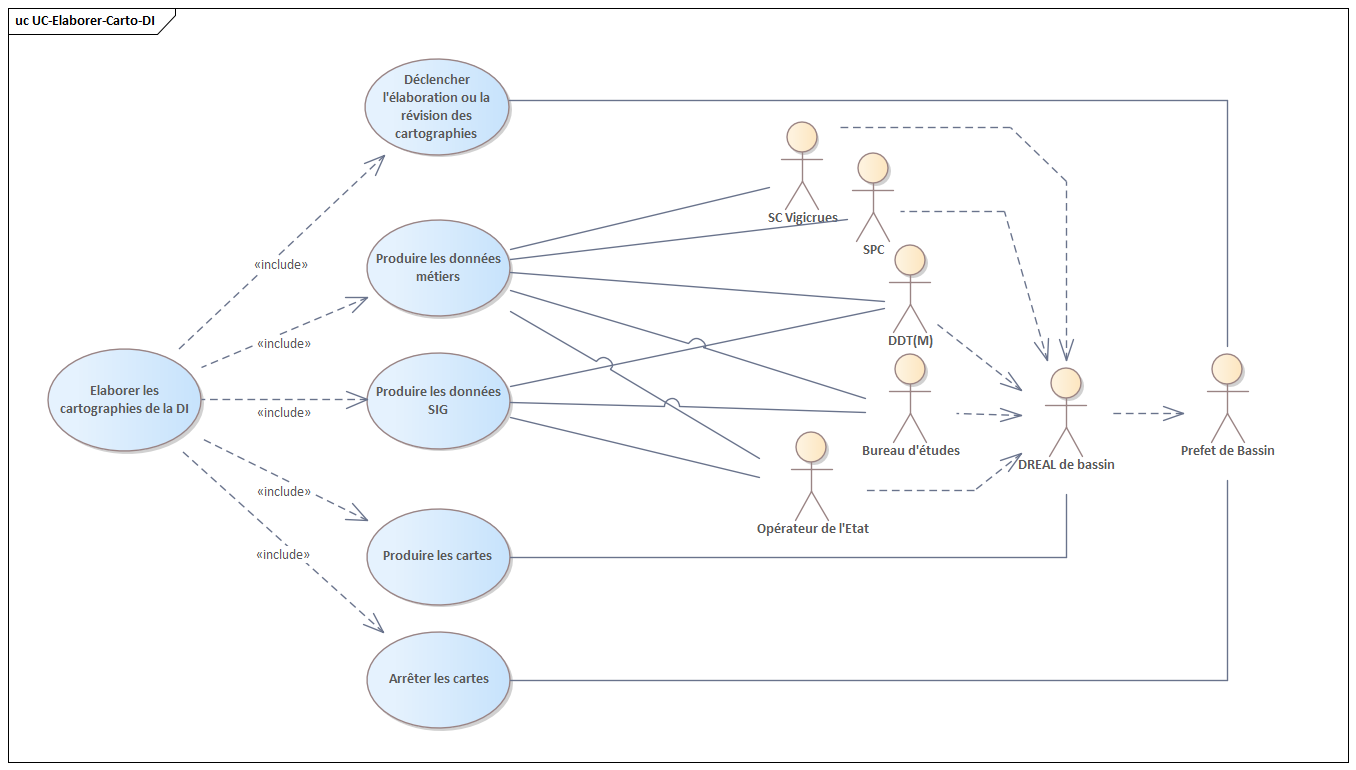 uc UC-Elaborer-Carto-DI
Déclencher
l'élaboration ou la
révision des
cartographies
SC Vigicrues
SPC
«include»
Produire les données
métiers
DDT(M)
«include»
Elaborer les
cartographies de la DI
«include»
Produire les données
SIG
Bureau d'études
DREAL de bassin
Prefet de Bassin
«include»
Opérateur de l'Etat
«include»
Produire les cartes
Arrêter les cartes